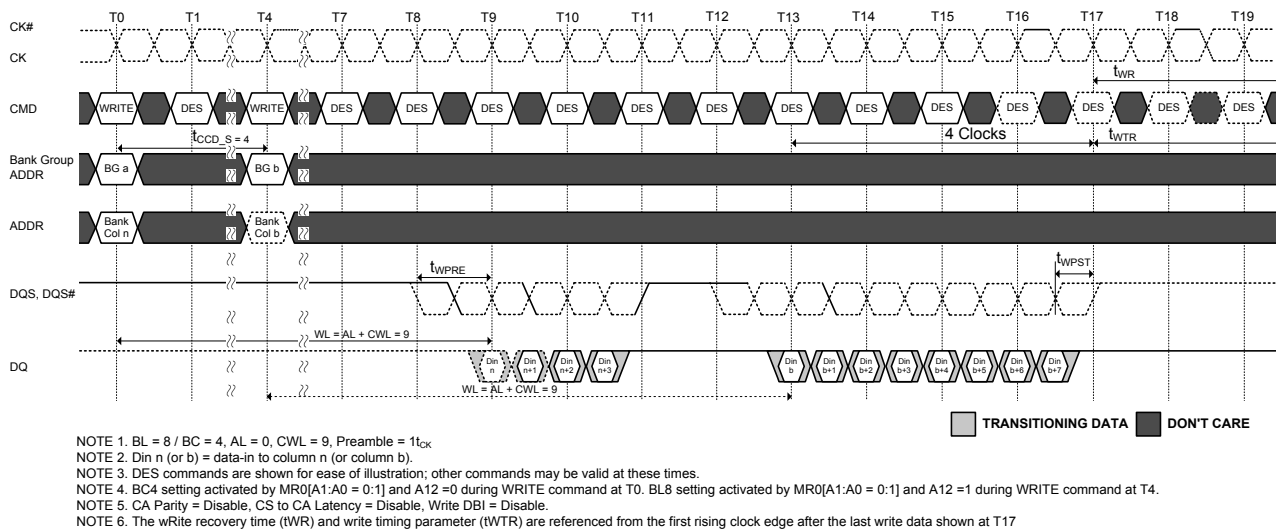 T0 T1 T4 T7 T8 T9 T10 T11 T12 T13 T14 T15 T16 T17 T18 T19
CK#
CK
tWR
CMD
WRITE DES WRITE DES DES DES DES DES DES DES DES DES DES DES DES DES
tCCD_S = 4
4 Clocks
tWTR
Bank Group
ADDR
BG a BG b
ADDR
Bank
Col n
Bank
Col b
tWPRE
tWPST
DQS, DQS#
WL = AL + CWL = 9
DQ
Din
n
Din
n+1
Din
n+2
Din
n+3
Din
b
Din
b+1
Din
b+2
Din
b+3
Din
b+4
Din
b+5
Din
b+6
Din
b+7
WL = AL + CWL = 9
TRANSITIONING DATA
DON'T CARE
NOTE 1. BL = 8 / BC = 4, AL = 0, CWL = 9, Preamble = 1tCK
NOTE 2. Din n (or b) = data-in to column n (or column b).
NOTE 3. DES commands are shown for ease of illustration; other commands may be valid at these times.
NOTE 4. BC4 setting activated by MR0[A1:A0 = 0:1] and A12 =0 during WRITE command at T0. BL8 setting activated by MR0[A1:A0 = 0:1] and A12 =1 during WRITE command at T4.
NOTE 5. CA Parity = Disable, CS to CA Latency = Disable, Write DBI = Disable.
NOTE 6. The wRite recovery time (tWR) and write timing parameter (tWTR) are referenced from the first rising clock edge after the last write data shown at T17